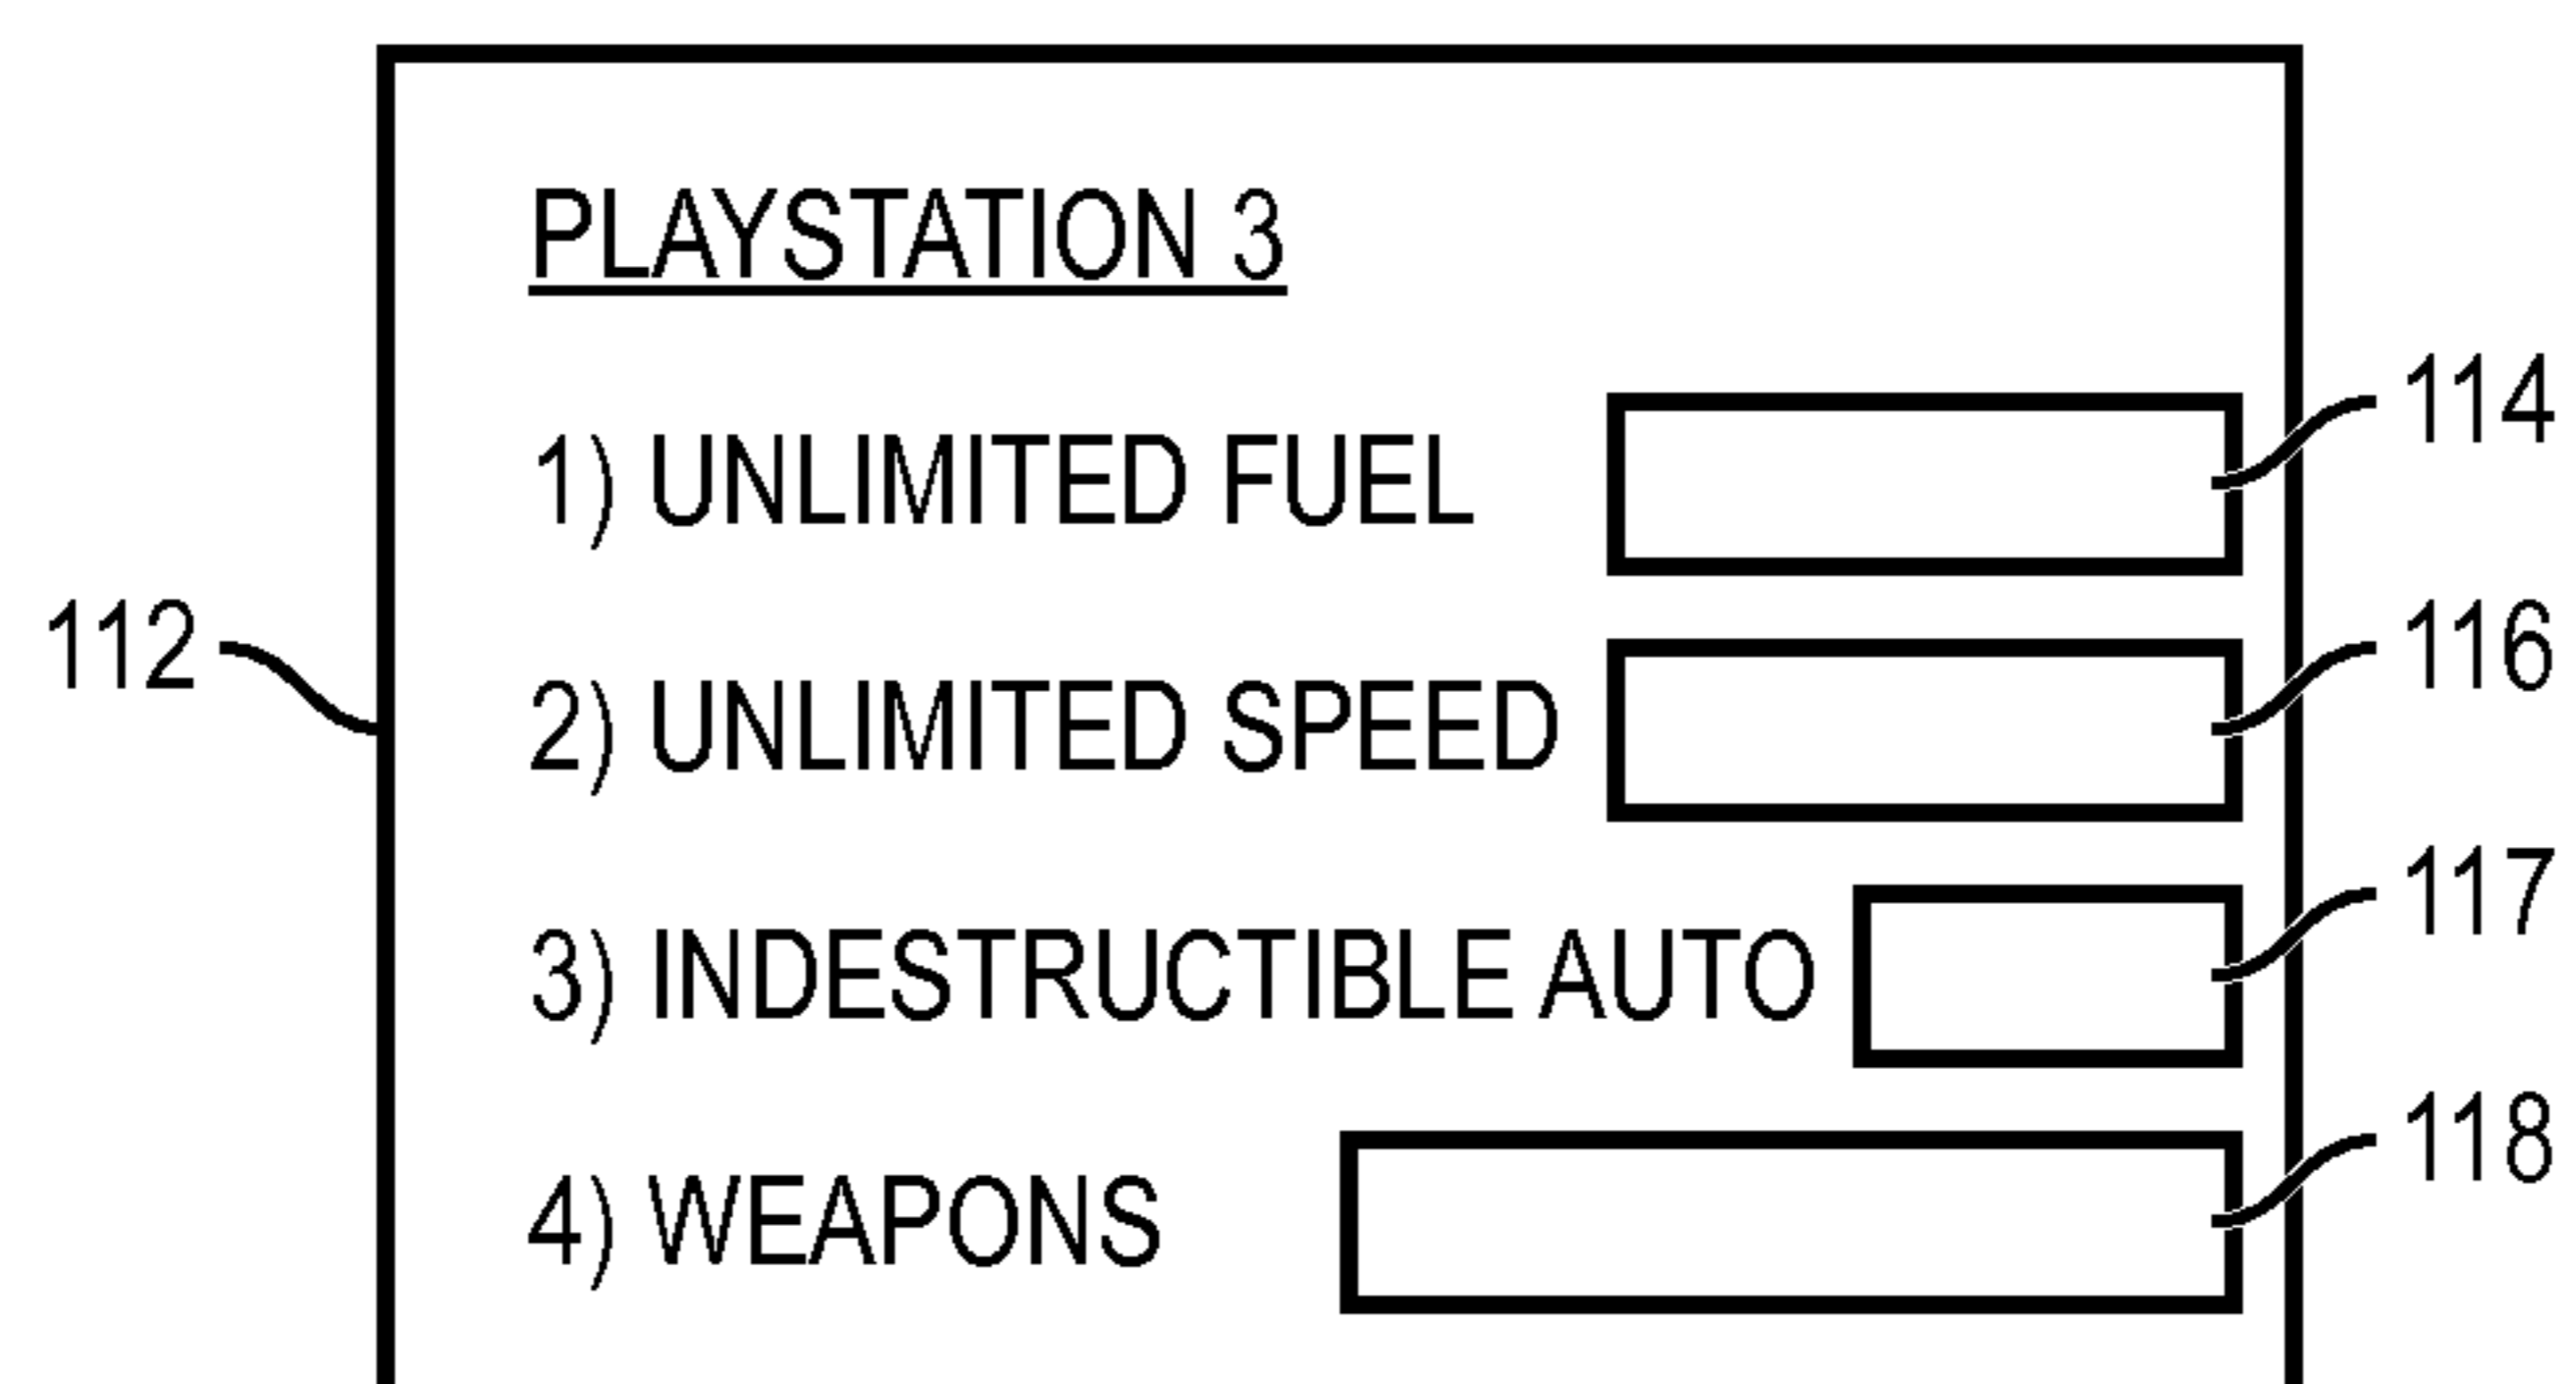 PLAYSTATION 3
1) UNLIMITED FUEL
114
112
2) UNLIMITED SPEED
116
3) INDESTRUCTIBLE AUTO
117
4) WEAPONS
118